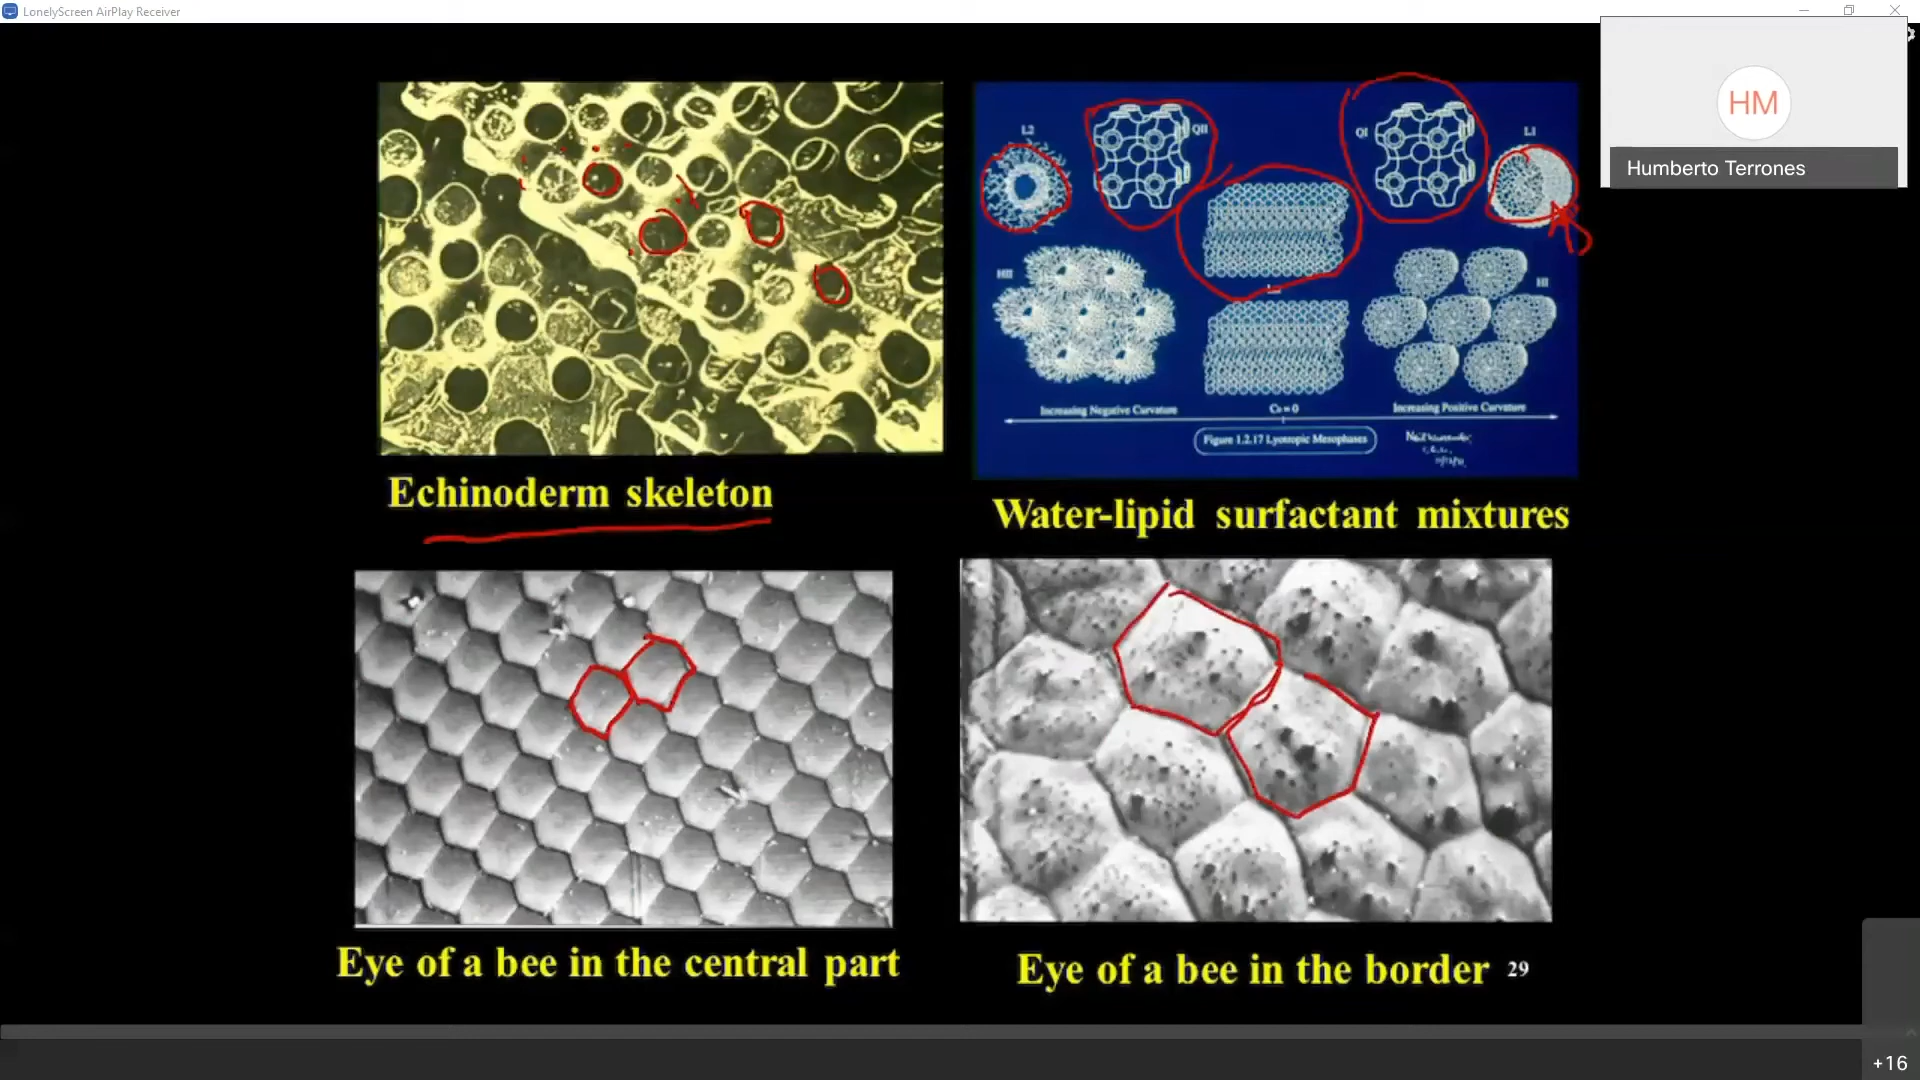 LonelyScreen AirPlay Receiver
HM
Humberto Terrones
L2
QII
QI
L1
HII
HI
Increasing Negative Curvature
Co = 0
Increasing Positive Curvature
Figure 1.2.17 Lyotropic Mesophases
Echinoderm skeleton
Water-lipid surfactant mixtures
Eye of a bee in the central part
Eye of a bee in the border
29
+16